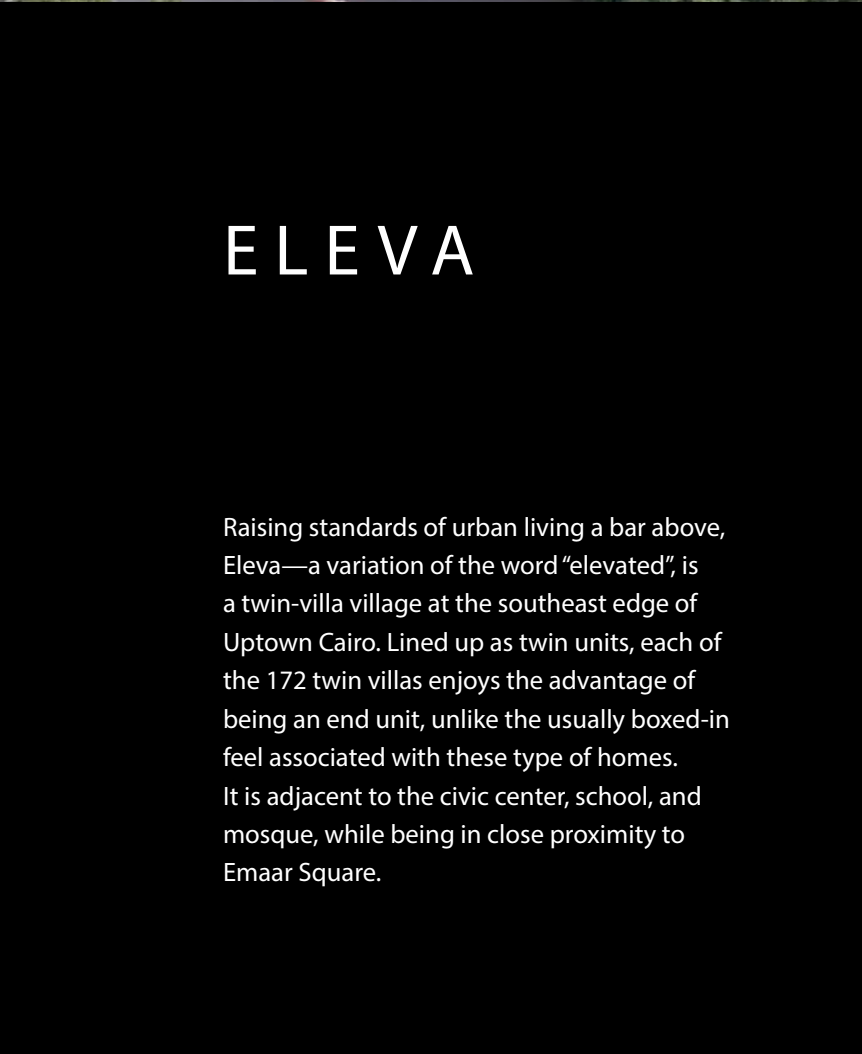 ELEVA
Raising standards of urban living a bar above,
Eleva—a variation of the word “elevated”, is
a twin-villa village at the southeast edge of
Uptown Cairo. Lined up as twin units, each of
the 172 twin villas enjoys the advantage of
being an end unit, unlike the usually boxed-in
feel associated with these type of homes.
It is adjacent to the civic center, school, and
mosque, while being in close proximity to
Emaar Square.